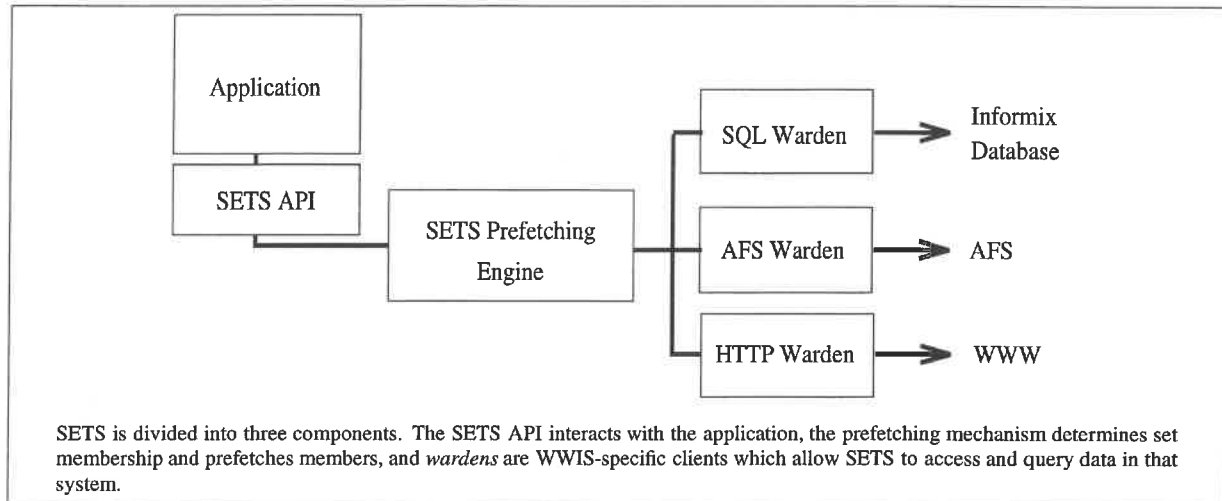 Application
SETS API
SETS Prefetching
Engine
SQL Warden
Informix
Database
AFS Warden
AFS
HTTP Warden
WWW
SETS is divided into three components. The SETS API interacts with the application, the prefetching mechanism determines set
membership and prefetches members, and wardens are WWIS-specific clients which allow SETS to access and query data in that
system.